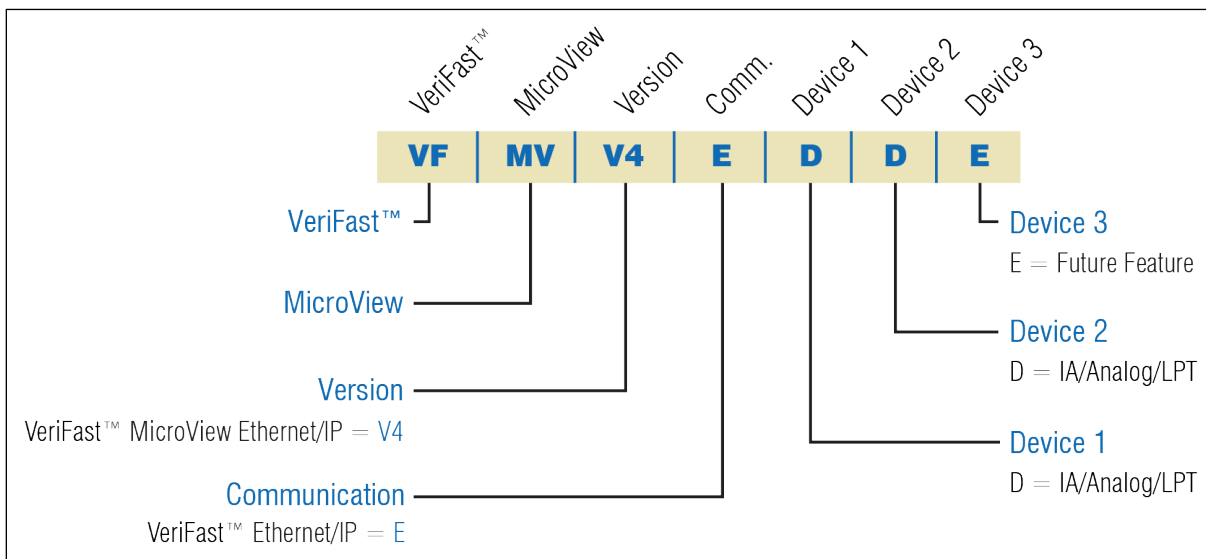 VeriFast™ MicroView Version Comm. Device 1 Device 2 Device 3
VF MV V4 E D D E
VeriFast™
MicroView
Version
VeriFast™ MicroView Ethernet/IP = V4
Communication
VeriFast™ Ethernet/IP = E
Device 3
E = Future Feature
Device 2
D = IA/Analog/LPT
Device 1
D = IA/Analog/LPT